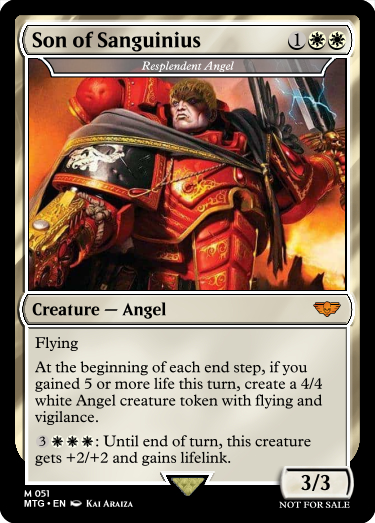 Son of Sanguinius 1
Resplendent Angel
Creature — Angel
Flying
At the beginning of each end step, if you
gained 5 or more life this turn, create a 4/4
white Angel creature token with flying and
vigilance.
3: Until end of turn, this creature
gets +2/+2 and gains lifelink.
3/3
M 051
MTG • EN Kai Araiza
NOT FOR SALE